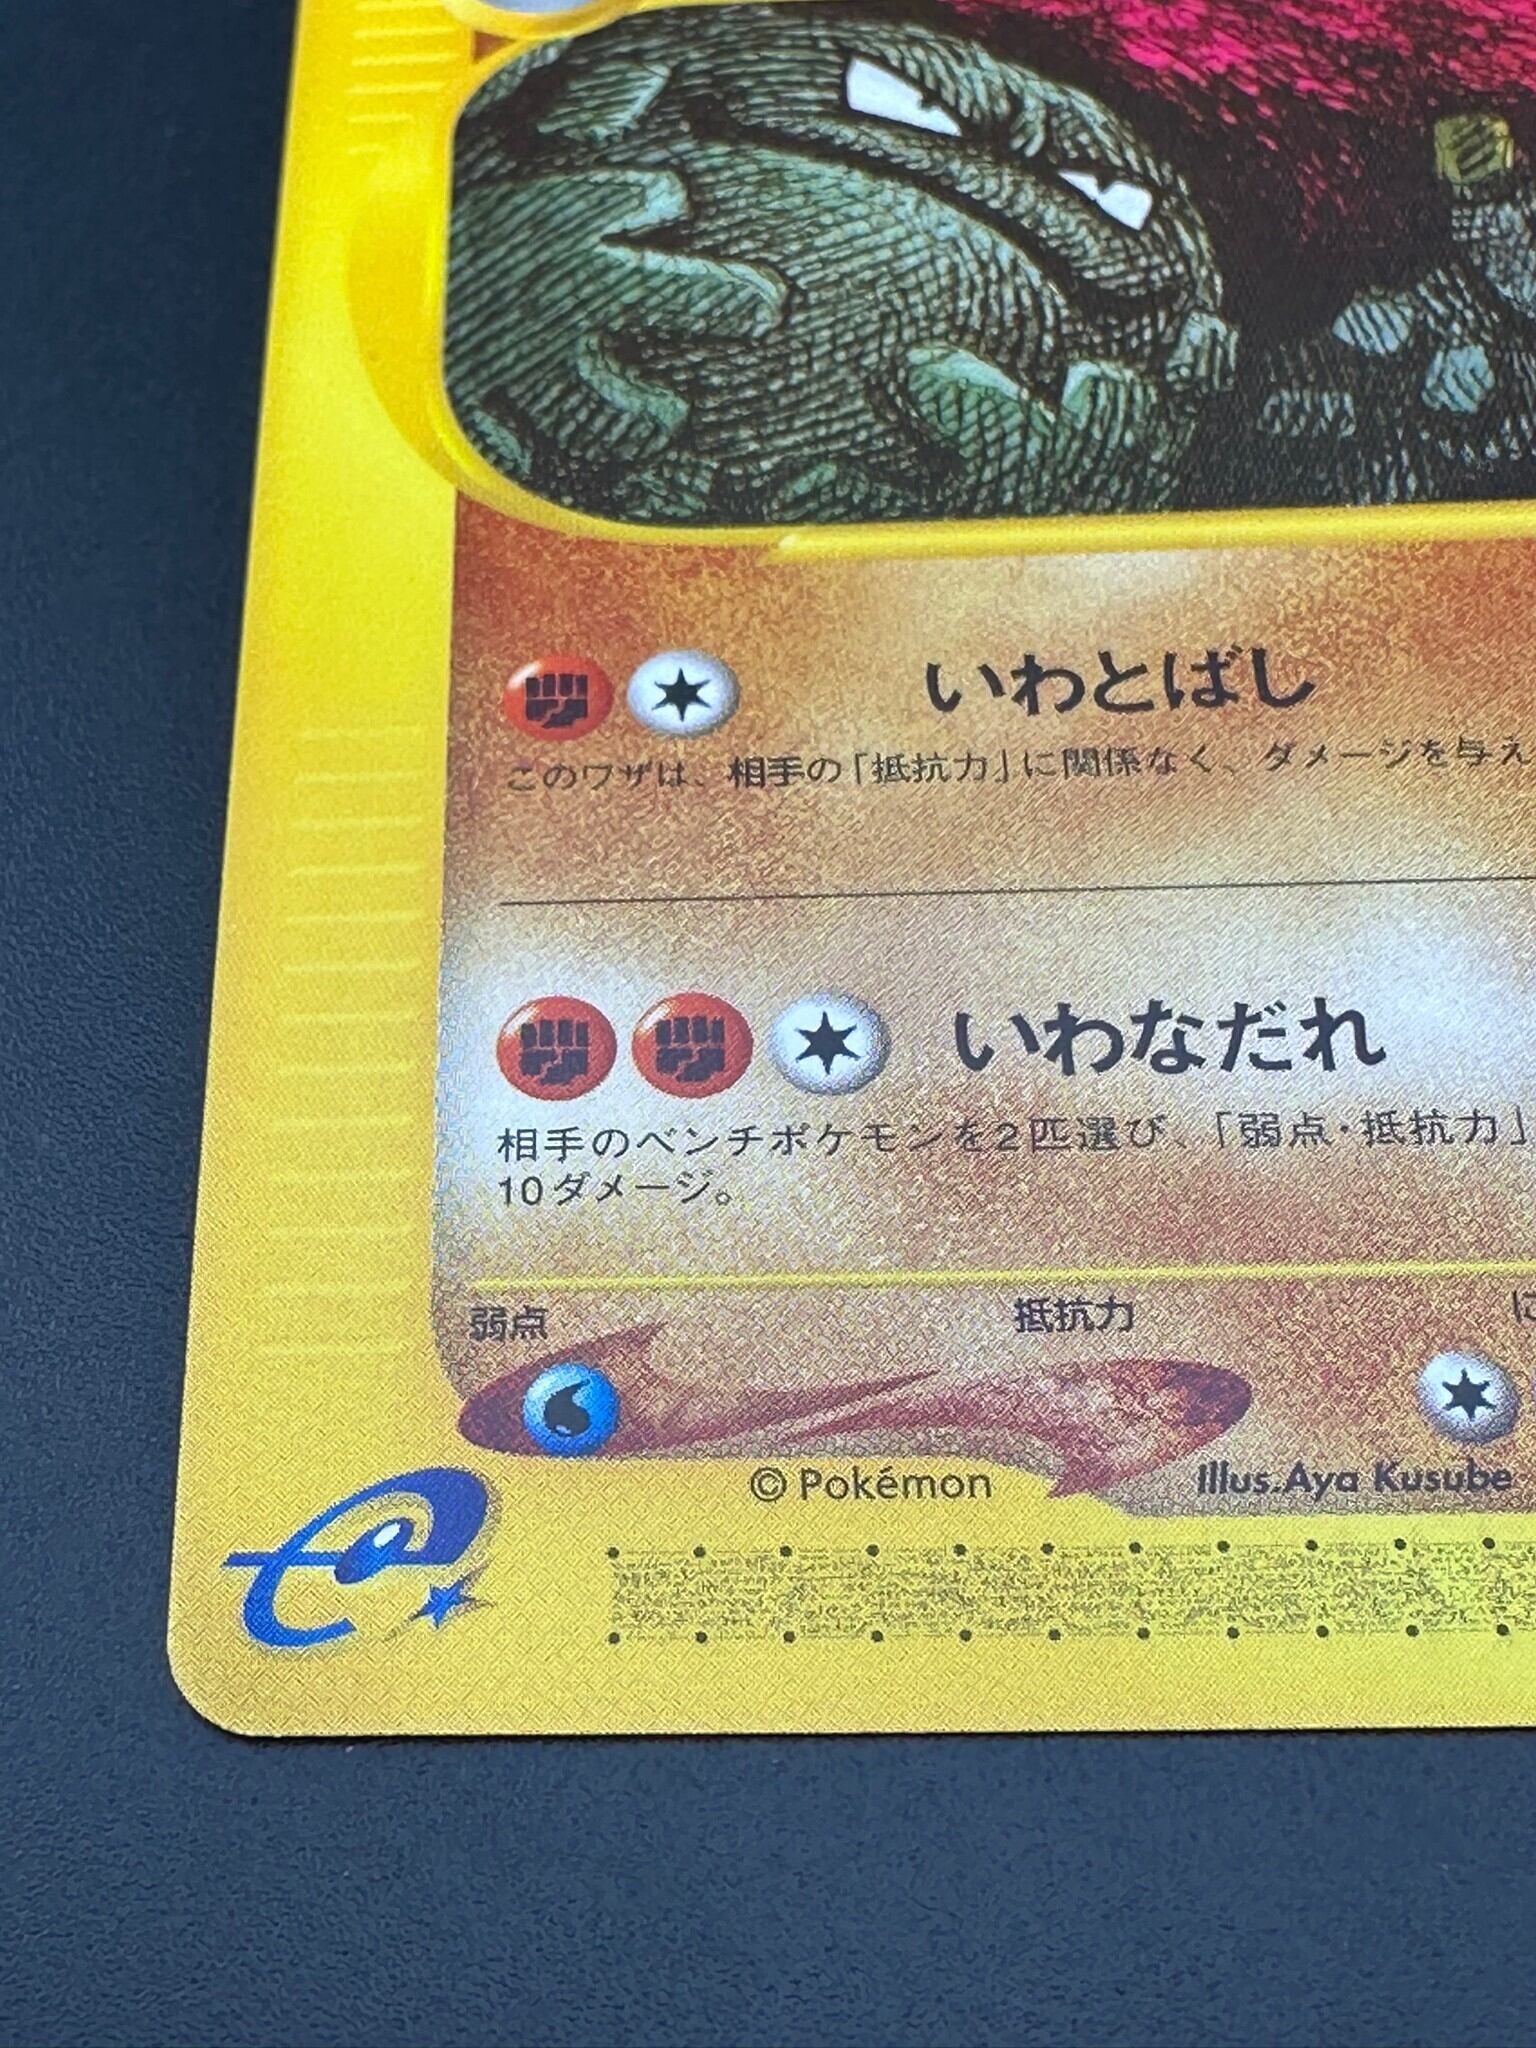 いわとばし
このワザは、相手の「抵抗力」に関係なく、ダメージを与え
いわなだれ
相手のベンチポケモンを2匹選び、「弱点・抵抗力」
10ダメージ。
弱点 抵抗力 に
© Pokémon Illus.Aya Kusube